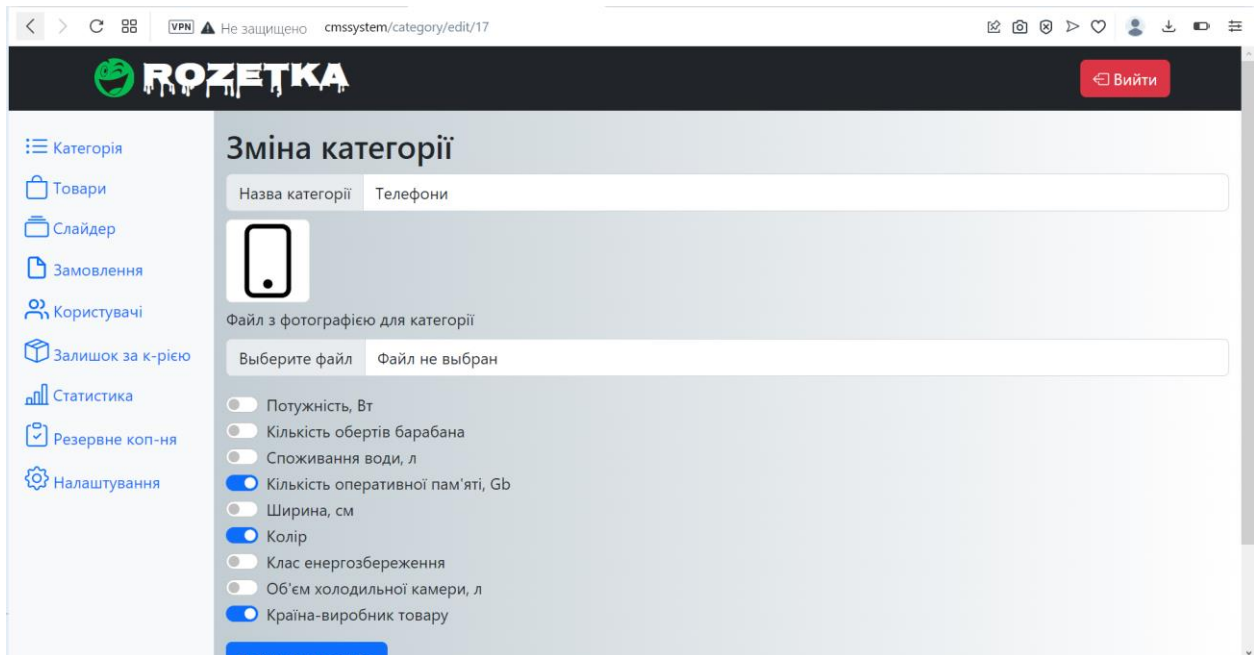 VPN Не защищено cmssystem/category/edit/17
ROZETKA
Вийти
Категорія
Товари
Слайдер
Замовлення
Користувачі
Залишок за к-рією
Статистика
Резервне коп-ня
Налаштування
Зміна категорії
Назва категорії Телефони
Файл з фотографією для категорії
Выберите файл Файл не выбран
Потужність, Вт
Кількість обертів барабана
Споживання води, л
Кількість оперативної пам'яті, Gb
Ширина, см
Колір
Клас енергозбереження
Об'єм холодильної камери, л
Країна-виробник товару